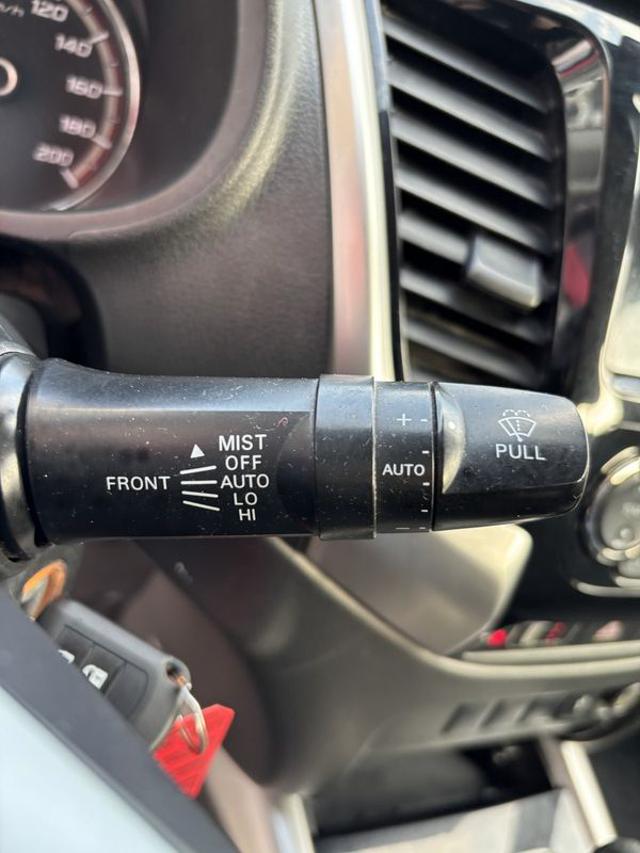 120
140
160
180
200
MIST
OFF
FRONT AUTO
LO
HI
+
AUTO
-
PULL